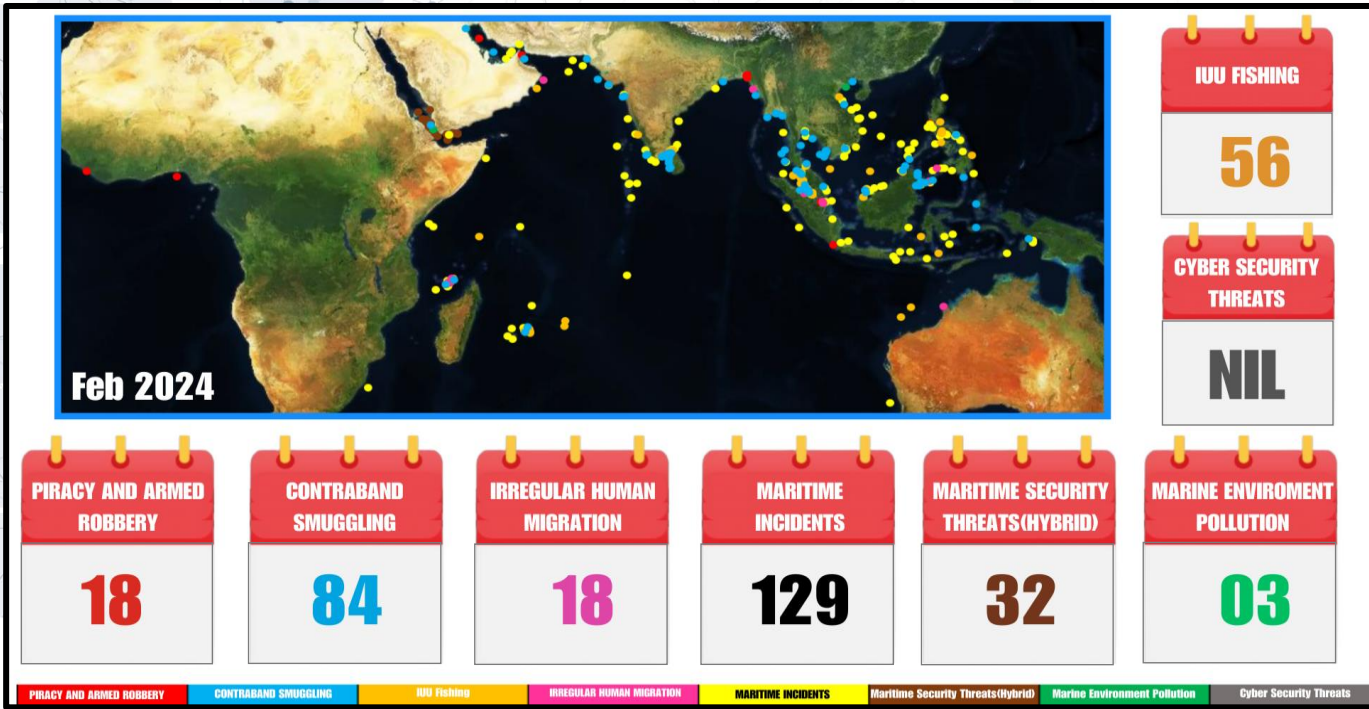 IUU FISHING
56
CYBER SECURITY
THREATS
NIL
Feb 2024
PIRACY AND ARMED
ROBBERY
18
CONTRABAND
SMUGGLING
84
IRREGULAR HUMAN
MIGRATION
18
MARITIME
INCIDENTS
129
MARITIME SECURITY
THREATS(HYBRID)
32
MARINE ENVIROMENT
POLLUTION
03
PIRACY AND ARMED ROBBERY
CONTRABAND SMUGGLING
IUU Fishing
IRREGULAR HUMAN MIGRATION
MARITIME INCIDENTS
Maritime Security Threats(Hybrid)
Marine Environment Pollution
Cyber Security Threats